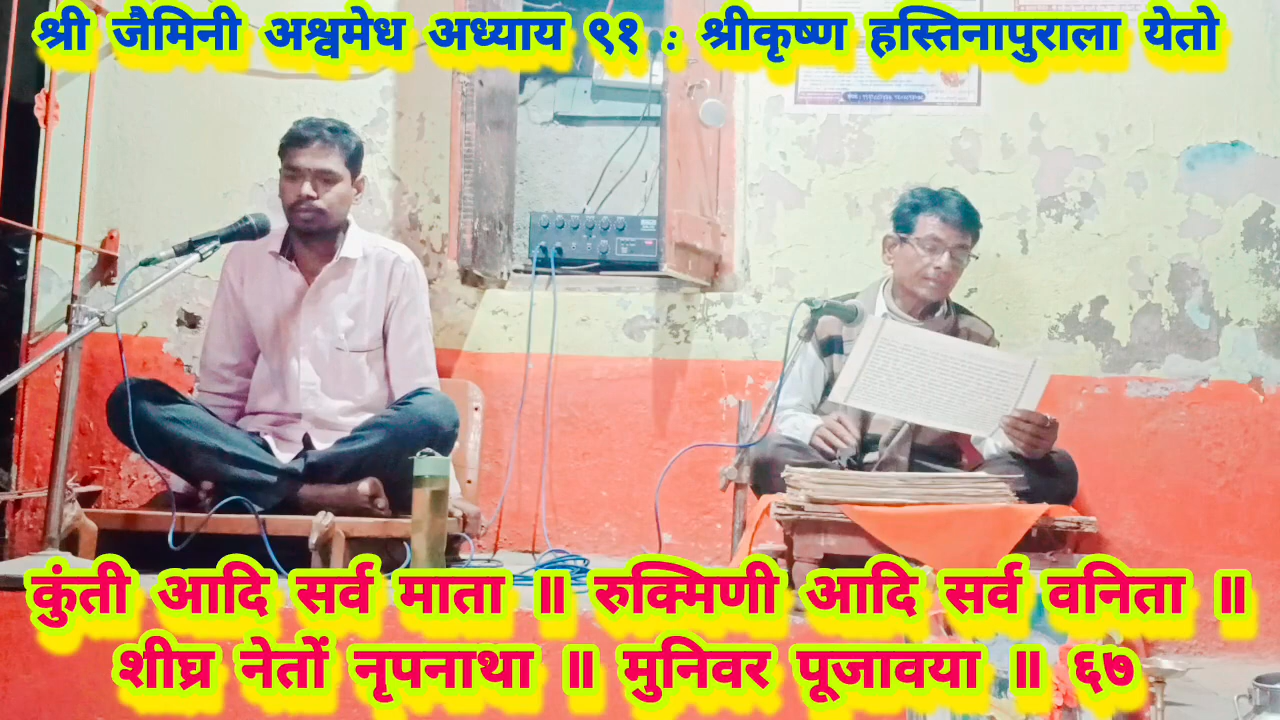 श्री जैमिनी अश्वमेध अध्याय ९१ : श्रीकृष्ण हस्तिनापुराला येतो
कुंती आदि सर्व माता ॥ रुक्मिणी आदि सर्व वनिता ॥
शीघ्र नेतों नृपनाथा ॥ मुनिवर पूजावया ॥ ६७